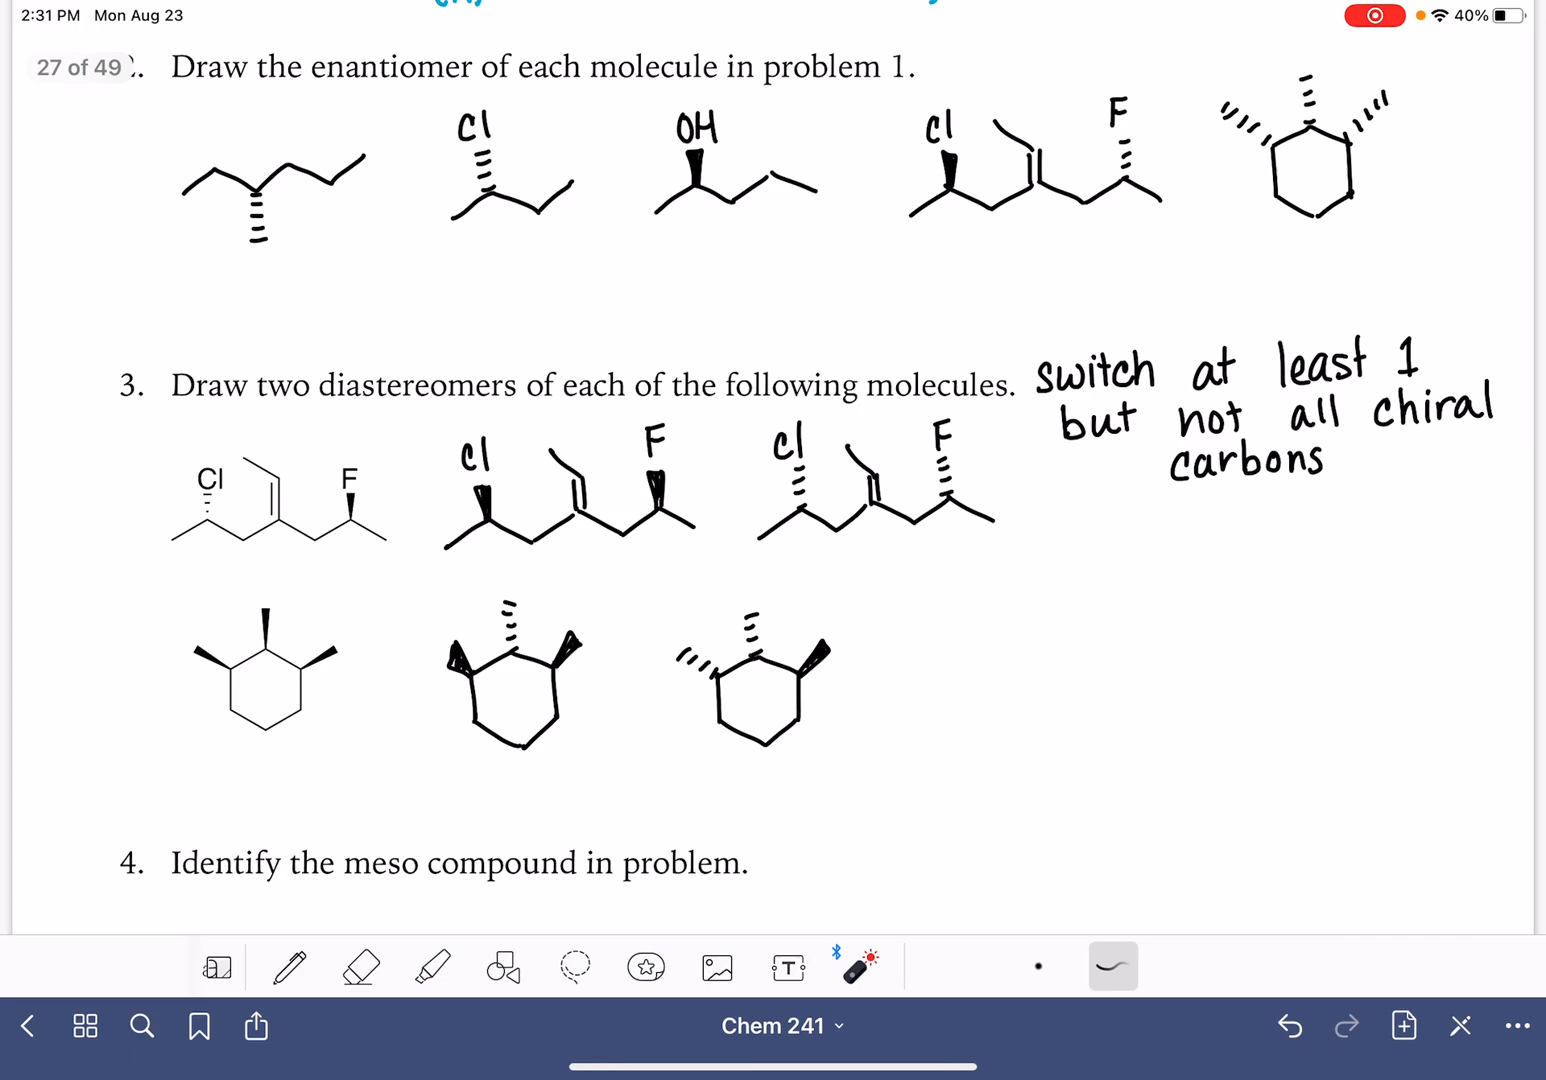 2:31 PM Mon Aug 23
40%
27 of 49
. Draw the enantiomer of each molecule in problem 1.
Cl OH Cl F
3. Draw two diastereomers of each of the following molecules.
switch at least 1
but not all chiral
carbons
Cl F Cl F Cl F
4. Identify the meso compound in problem.
a T
Chem 241